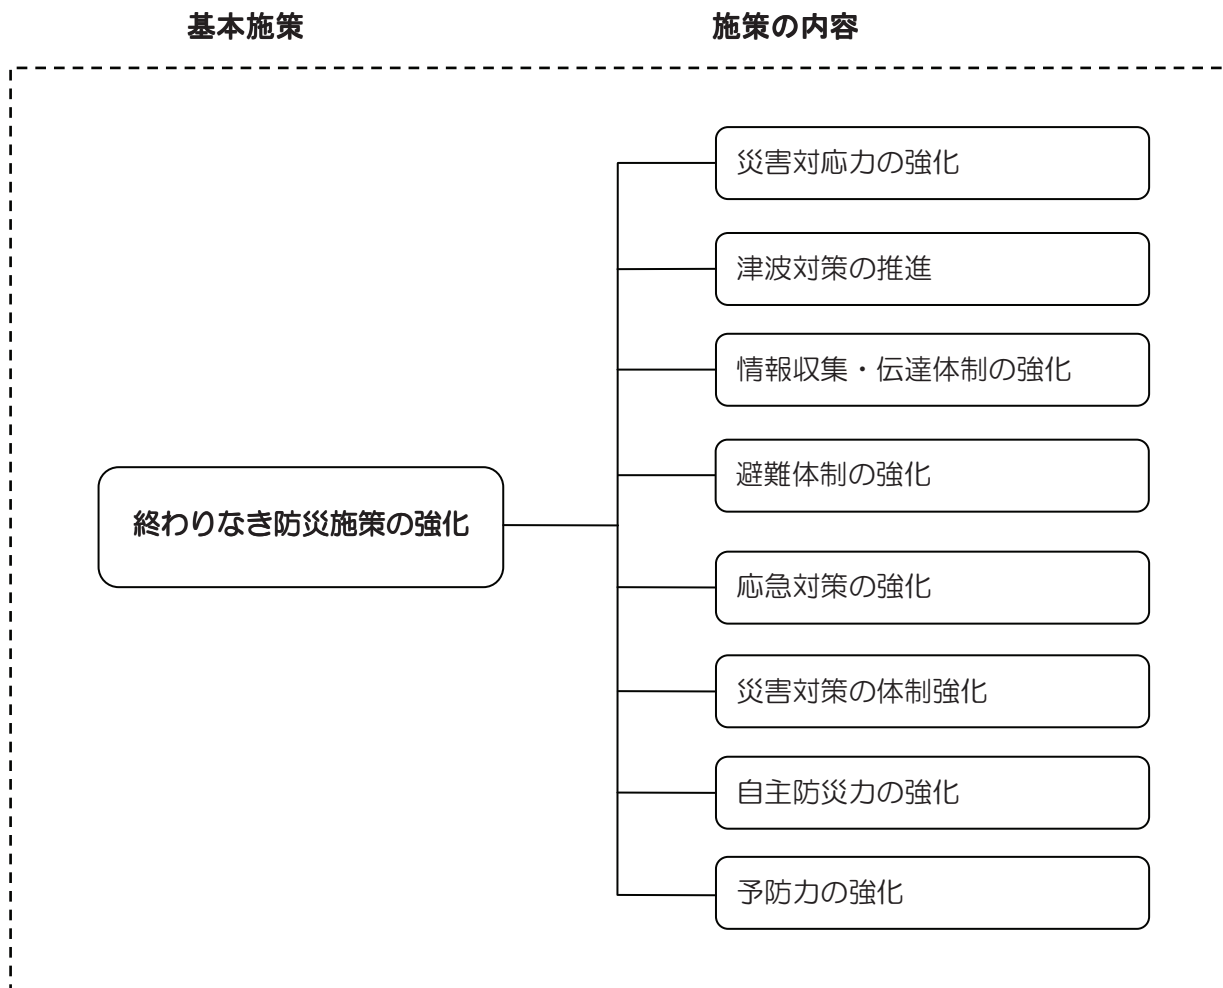 基本施策
施策の内容
災害対応力の強化
津波対策の推進
情報収集・伝達体制の強化
避難体制の強化
終わりなき防災施策の強化
応急対策の強化
災害対策の体制強化
自主防災力の強化
予防力の強化